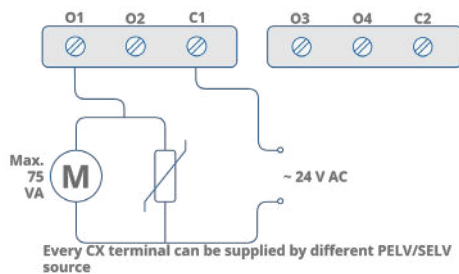 O1 O2 C1 O3 O4 C2
Max.
75
VA
M
~ 24 V AC
Every CX terminal can be supplied by different PELV/SELV
source